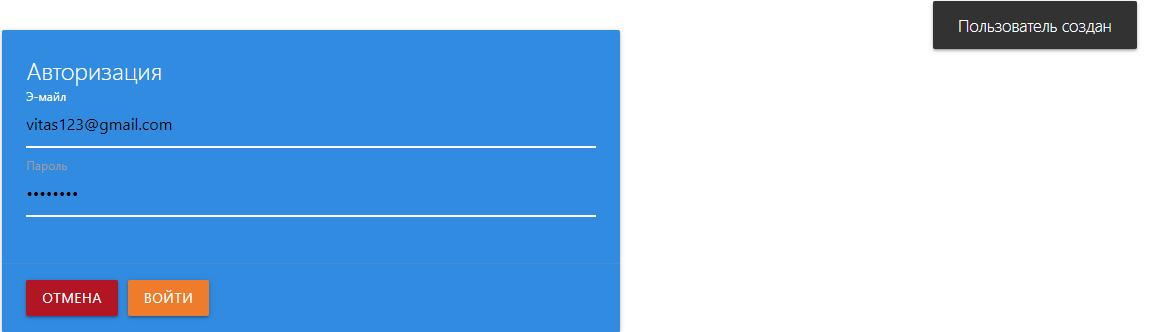 Пользователь создан
Авторизация
Э-майл
vitas123@gmail.com
Пароль
••••••••
ОТМЕНА
ВОЙТИ